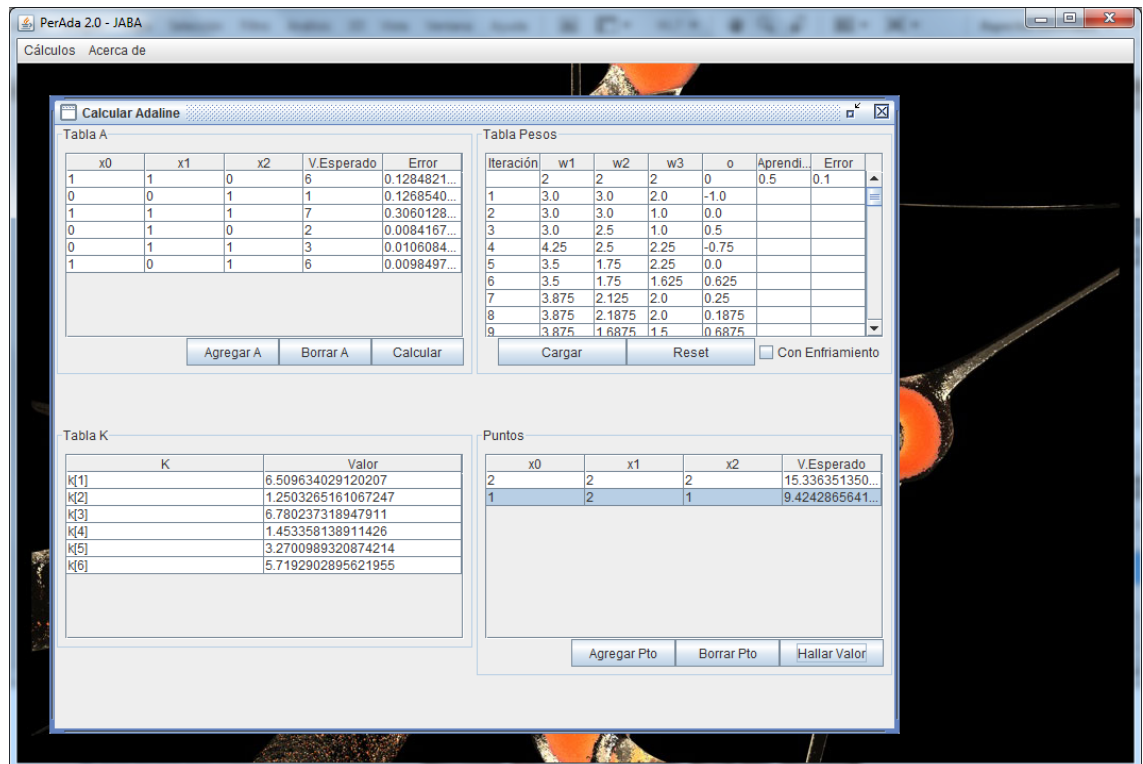 PerAda 2.0 - JABA
Cálculos Acerca de
Calcular Adaline
Tabla A
x0 x1 x2 V.Esperado Error
1 1 0 6 0.1284821...
0 0 1 1 0.1268540...
1 1 1 7 0.3060128...
0 1 0 2 0.0084167...
0 1 1 3 0.0106084...
1 0 1 6 0.0098497...
Agregar A Borrar A Calcular
Tabla Pesos
Iteración w1 w2 w3 o Aprendi... Error
2 2 2 0 0.5 0.1
1 3.0 3.0 2.0 -1.0
2 3.0 3.0 1.0 0.0
3 3.0 2.5 1.0 0.5
4 4.25 2.5 2.25 -0.75
5 3.5 1.75 2.25 0.0
6 3.5 1.75 1.625 0.625
7 3.875 2.125 2.0 0.25
8 3.875 2.1875 2.0 0.1875
9 3.875 1.6875 1.5 0.6875
Cargar Reset Con Enfriamiento
Tabla K
K Valor
k[1] 6.509634029120207
k[2] 1.2503265161067247
k[3] 6.780237318947911
k[4] 1.453358138911426
k[5] 3.2700989320874214
k[6] 5.7192902895621955
Puntos
x0 x1 x2 V.Esperado
2 2 2 15.336351350...
1 2 1 9.4242865641...
Agregar Pto Borrar Pto Hallar Valor